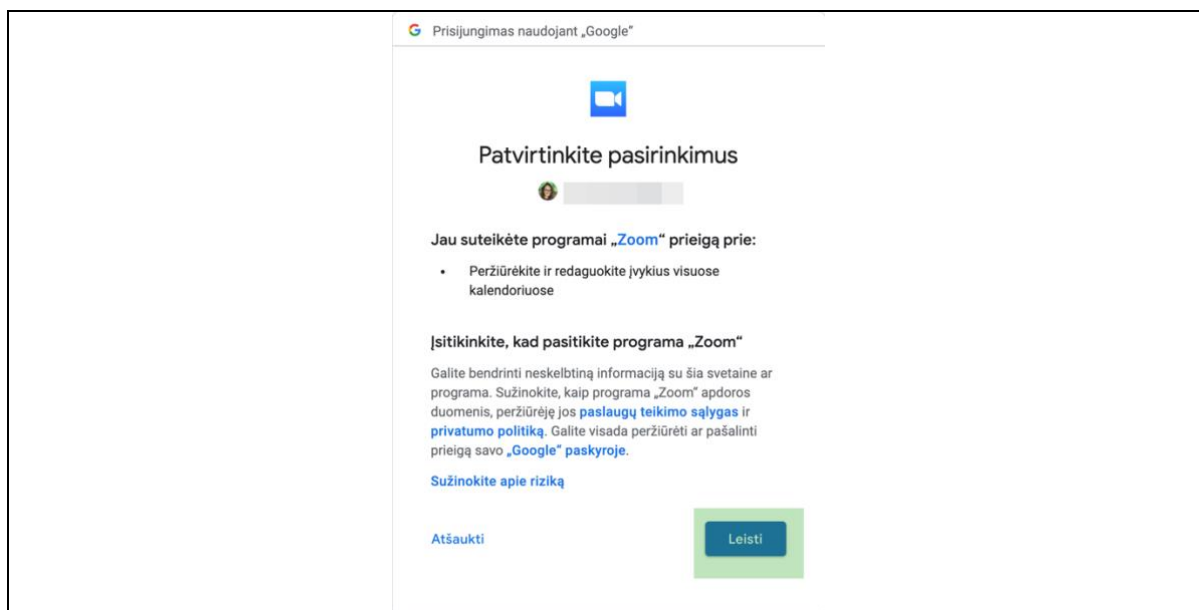 Prisijungimas naudojant „Google“
Patvirtinkite pasirinkimus
Jau suteikėte programai „Zoom“ prieigą prie:
• Peržiūrėkite ir redaguokite įvykius visuose
kalendoriuose
Įsitikinkite, kad pasitikite programa „Zoom“
Galite bendrinti neskelbtiną informaciją su šia svetaine ar
programa. Sužinokite, kaip programa „Zoom“ apdoros
duomenis, peržiūrėję jos paslaugų teikimo sąlygas ir
privatumo politiką. Galite visada peržiūrėti ar pašalinti
prieigą savo „Google“ paskyroje.
Sužinokite apie riziką
Atšaukti
Leisti